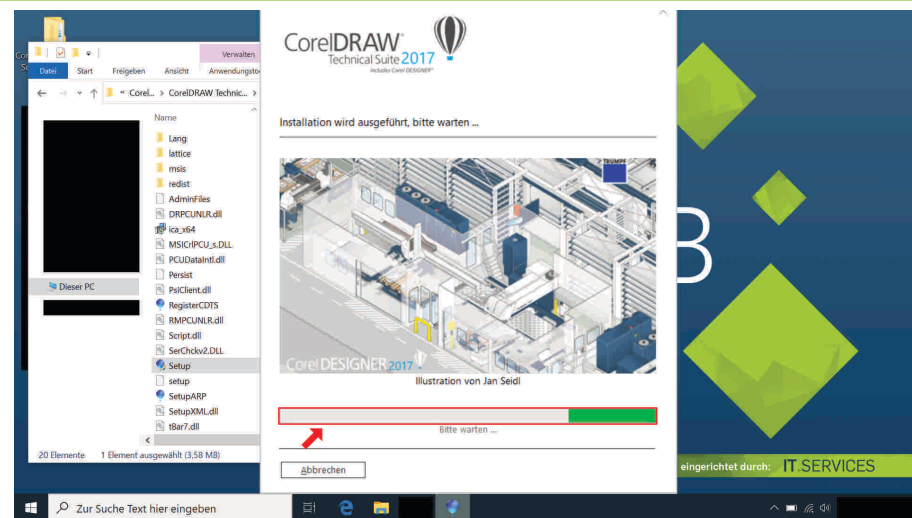 Verwalten
Datei Start Freigeben Ansicht Anwendungsto
« Corel... > CorelDRAW Technic... >
Name
Lang
lattice
msis
redist
AdminFiles
DRPCUNLR.dll
ica_x64
MSICrlPCU_s.DLL
PCUDataIntl.dll
Persist
PsiClient.dll
RegisterCDTS
RMPCUNLR.dll
Script.dll
SerChckv2.DLL
Setup
setup
SetupARP
SetupXML.dll
tBar7.dll
Dieser PC
20 Elemente 1 Element ausgewählt (3,58 MB)
CorelDRAW®
Technical Suite 2017
Includes Corel DESIGNER®
Installation wird ausgeführt, bitte warten ...
TRUMPF
Corel DESIGNER 2017
Illustration von Jan Seidl
Bitte warten ...
Abbrechen
B
eingerichtet durch: IT.SERVICES
Zur Suche Text hier eingeben